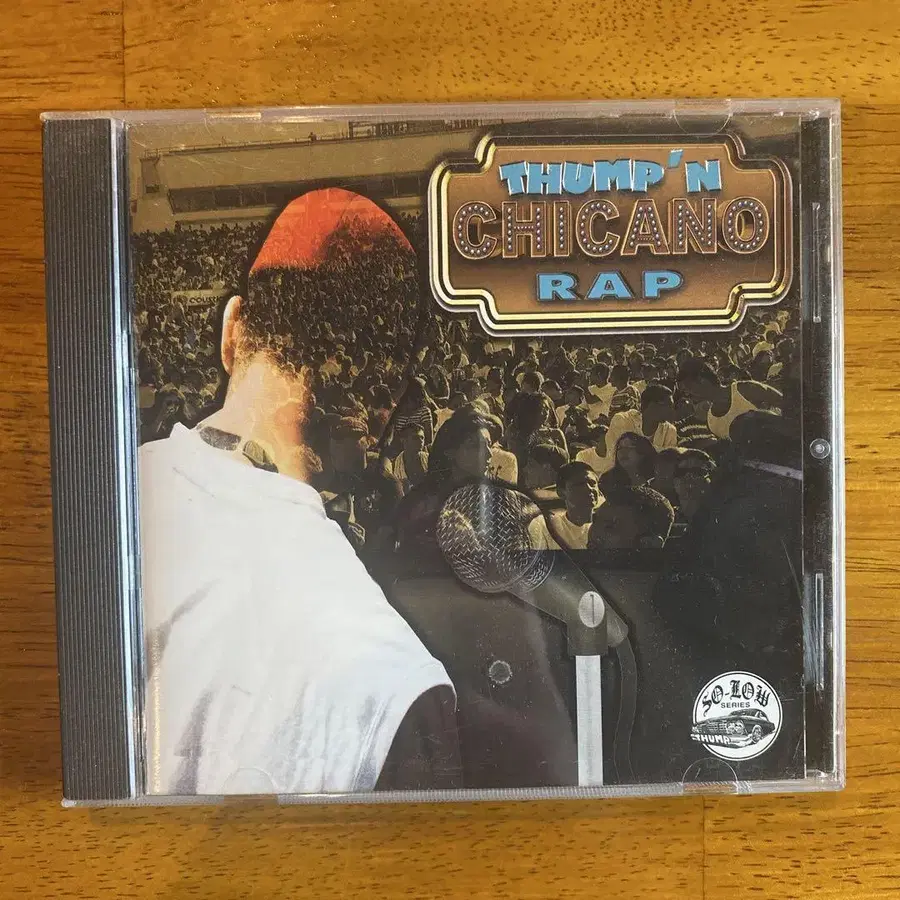 THUMP'N
CHICANO
RAP
SO-LOW
SERIES
THUMP